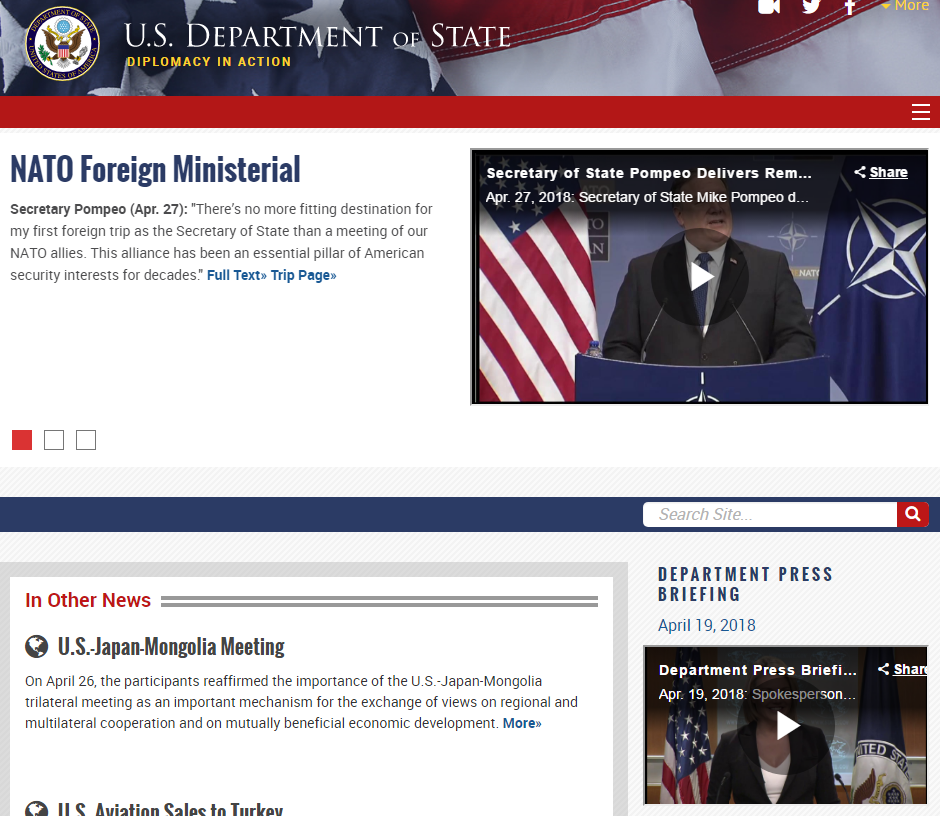 U.S. DEPARTMENT OF STATE
DIPLOMACY IN ACTION
More
NATO Foreign Ministerial
Secretary Pompeo (Apr. 27): "There's no more fitting destination for
my first foreign trip as the Secretary of State than a meeting of our
NATO allies. This alliance has been an essential pillar of American
security interests for decades." Full Text» Trip Page»
Secretary of State Pompeo Delivers Rem...
Share
Apr. 27, 2018: Secretary of State Mike Pompeo d...
NATO
Search Site...
In Other News
U.S.-Japan-Mongolia Meeting
On April 26, the participants reaffirmed the importance of the U.S.-Japan-Mongolia
trilateral meeting as an important mechanism for the exchange of views on regional and
multilateral cooperation and on mutually beneficial economic development. More»
U.S. Aviation Sales to Turkey
DEPARTMENT PRESS
BRIEFING
April 19, 2018
Department Press Briefi...
Share
Apr. 19, 2018: Spokesperson...